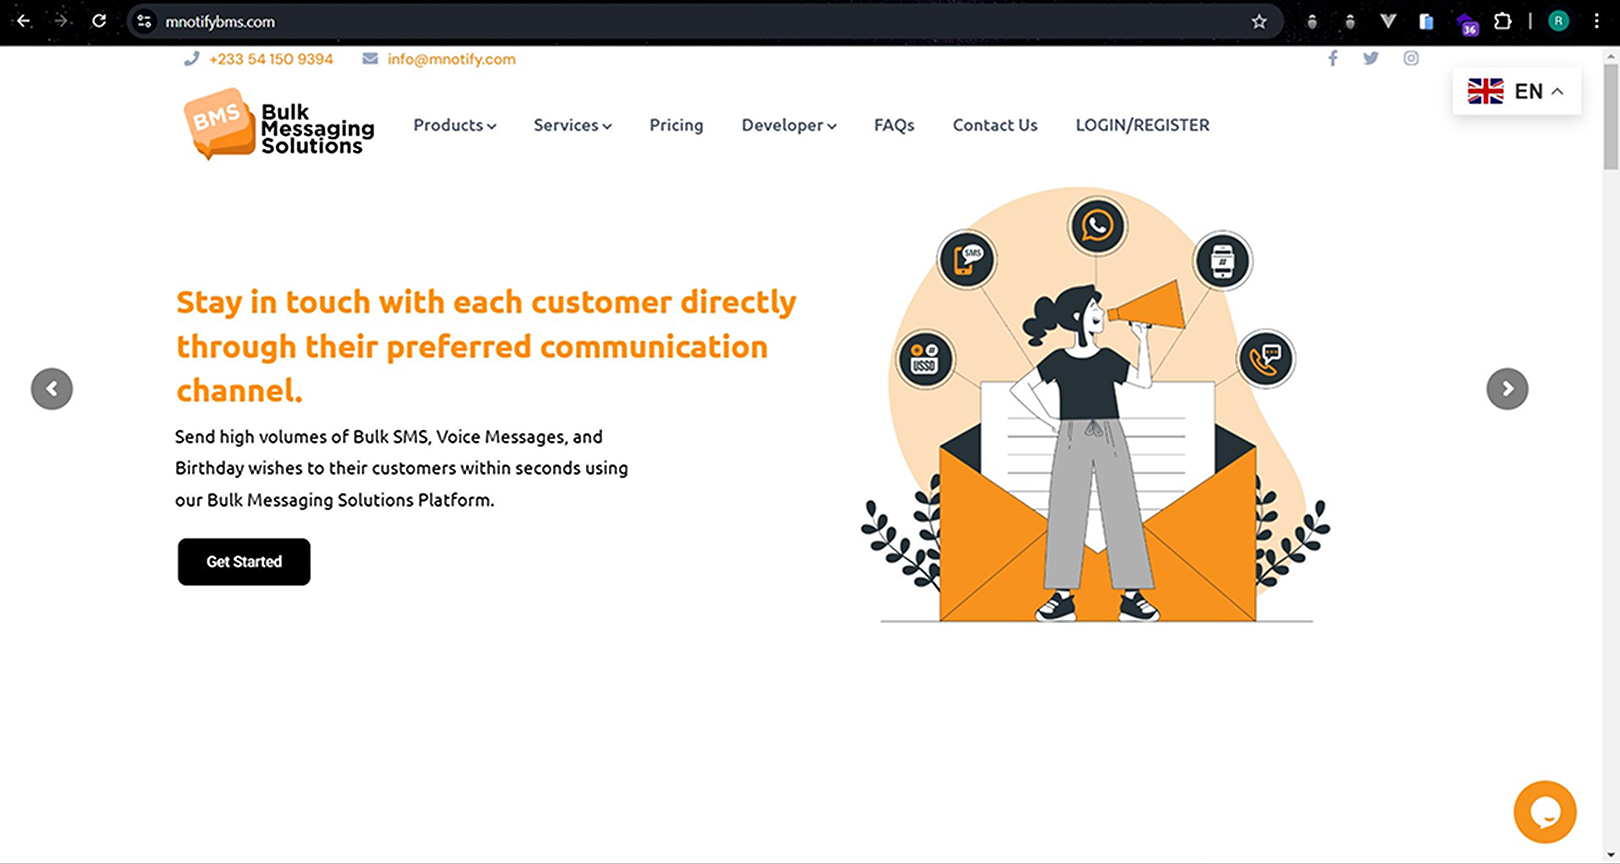 mnotifybms.com
36
R
+233 54 150 9394
info@mnotify.com
EN
BMS
Bulk
Messaging
Solutions
Products
Services
Pricing
Developer
FAQs
Contact Us
LOGIN/REGISTER
SMS
#
#
USSD
Stay in touch with each customer directly
through their preferred communication
channel.
Send high volumes of Bulk SMS, Voice Messages, and
Birthday wishes to their customers within seconds using
our Bulk Messaging Solutions Platform.
Get Started